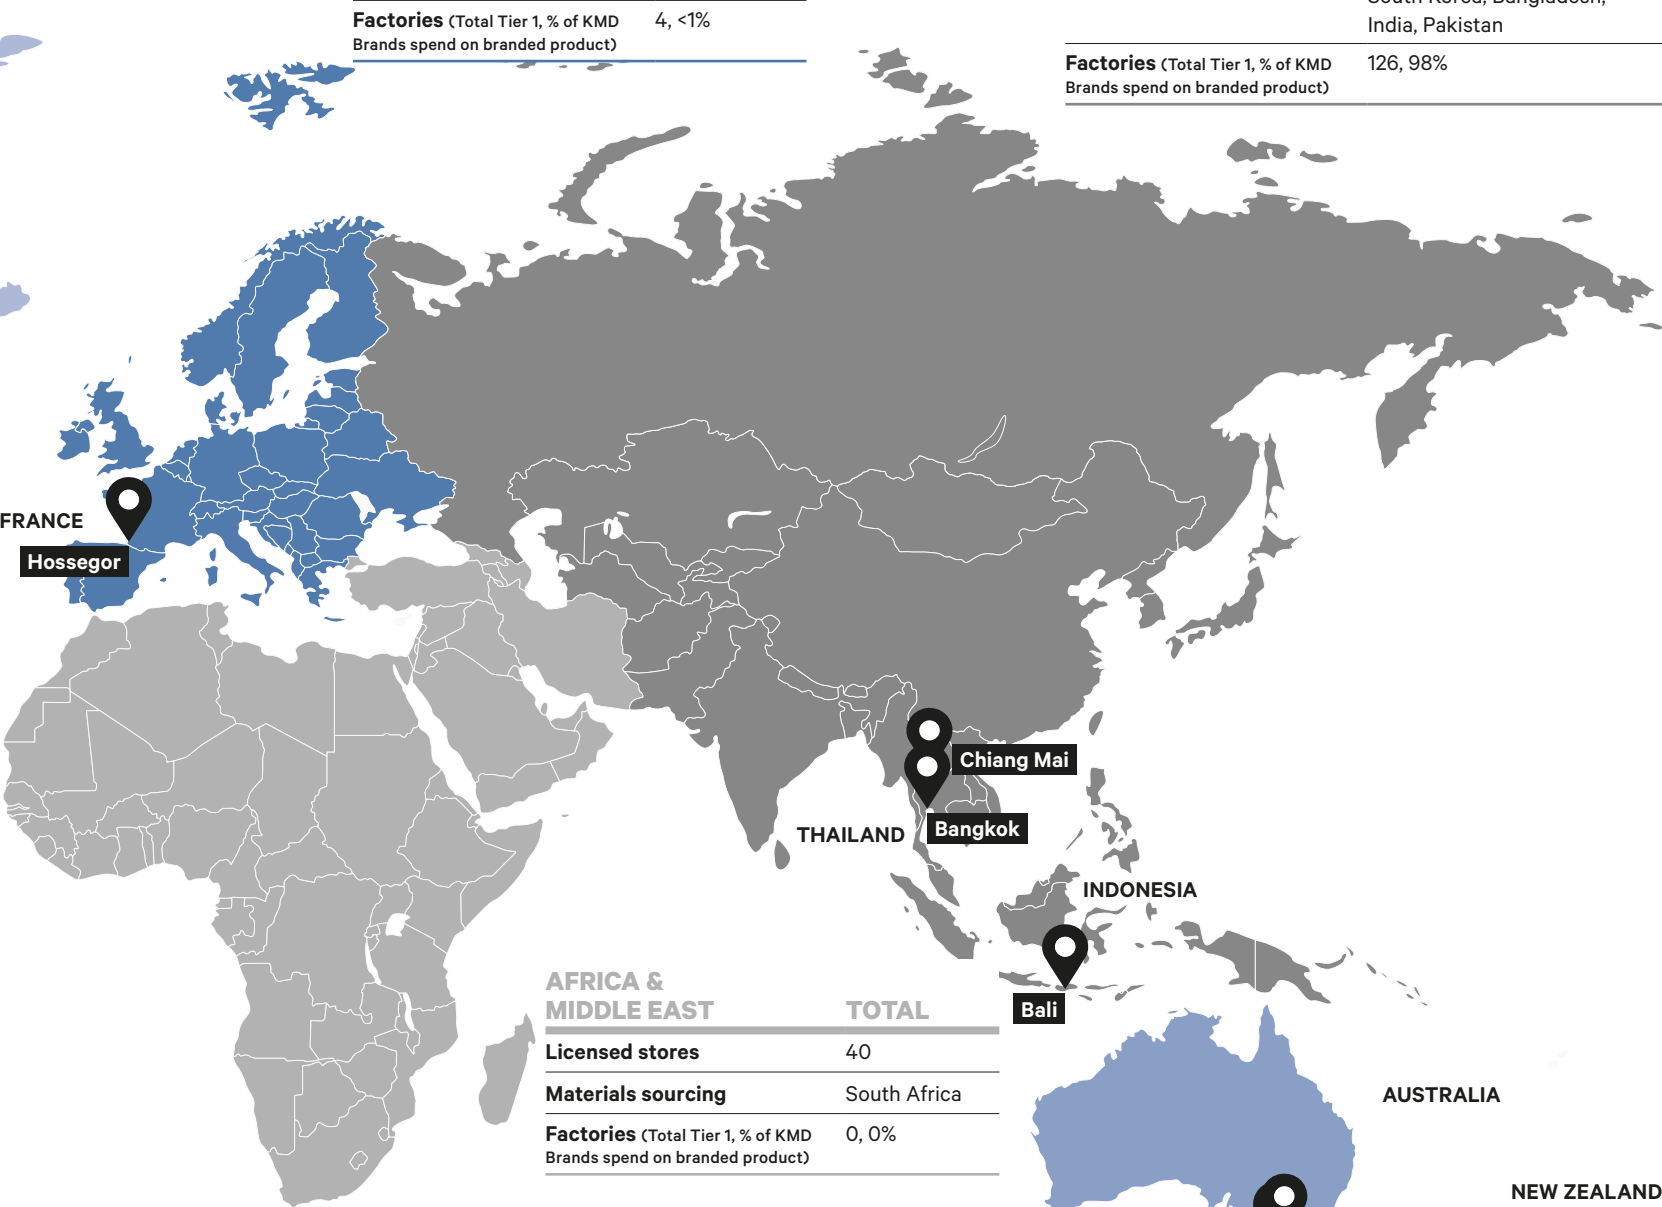 Factories (Total Tier 1, % of KMD 4, <1%
Brands spend on branded product)
India, Pakistan
Factories (Total Tier 1, % of KMD 126, 98%
Brands spend on branded product)
FRANCE
Hossegor
Chiang Mai
THAILAND
Bangkok
INDONESIA
Bali
AFRICA &
MIDDLE EAST TOTAL
Licensed stores 40
Materials sourcing South Africa
Factories (Total Tier 1, % of KMD 0, 0%
Brands spend on branded product)
AUSTRALIA
NEW ZEALAND